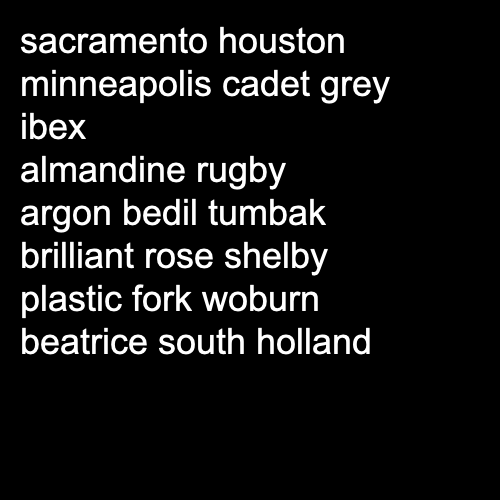 sacramento houston
minneapolis cadet grey
ibex
almandine rugby
argon bedil tumbak
brilliant rose shelby
plastic fork woburn
beatrice south holland